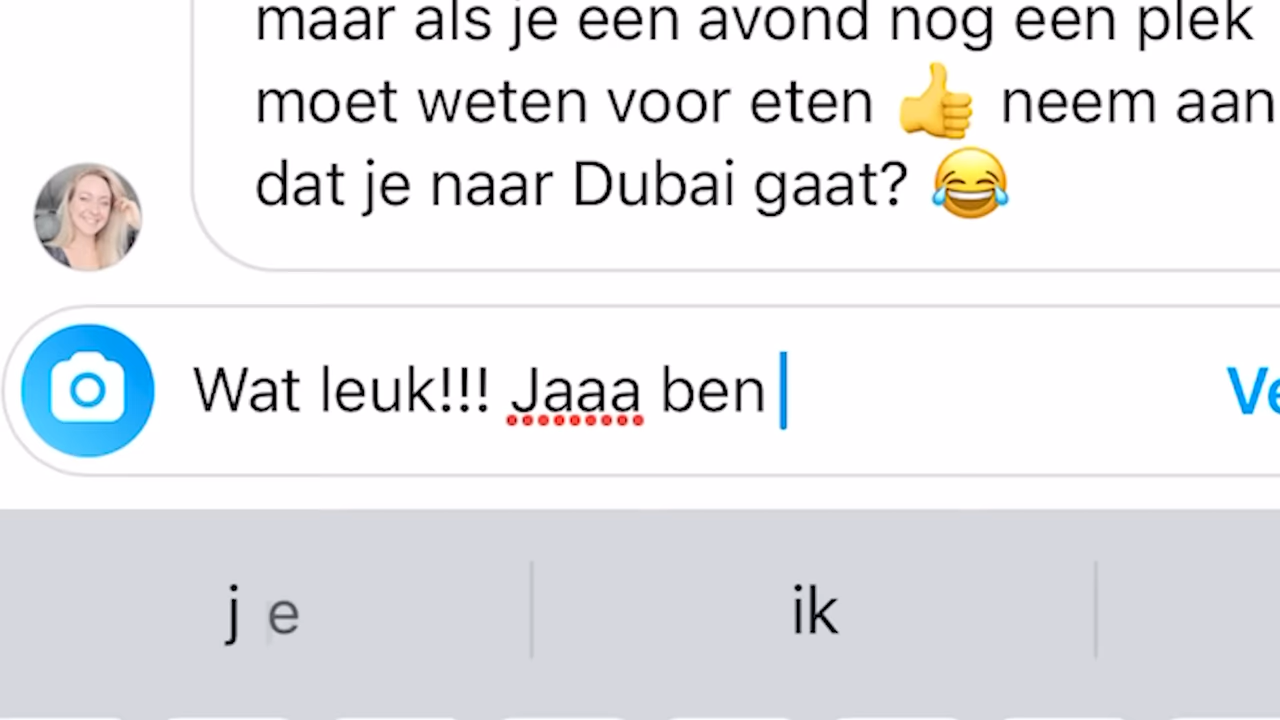 maar als je een avond nog een plek
moet weten voor eten 👍 neem aan
dat je naar Dubai gaat? 😂
Wat leuk!!! Jaaa ben
Ve
je
ik